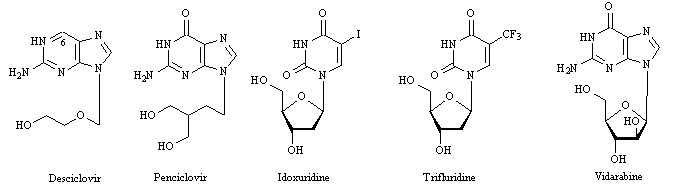 1N
6
N
N
N
H₂N
O
HO
Desciclovir
O
HN
N
H₂N
N
N
HO
HO
Penciclovir
O
I
HN
O
N
HO
O
OH
Idoxuridine
O
CF₃
HN
O
N
HO
O
OH
Trifluridine
O
HN
N
H₂N
N
N
HO
O
HO
OH
Vidarabine